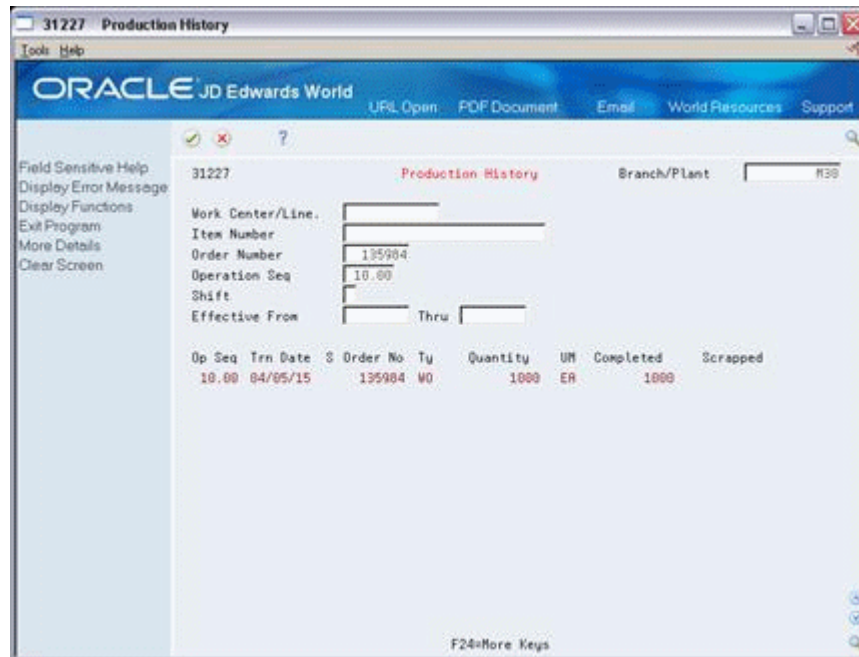 31227 Production History
Tools Help
ORACLE JD Edwards World
URL Open PDF Document Email World Resources Support
?
Field Sensitive Help
Display Error Message
Display Functions
Exit Program
More Details
Clear Screen
31227 Production History Branch/Plant M30
Work Center/Line.
Item Number
Order Number 135984
Operation Seq 10.00
Shift
Effective From Thru
Op Seq Trn Date S Order No Ty Quantity UM Completed Scrapped
10.00 04/05/15 135984 WO 1000 EA 1000
F24=More Keys